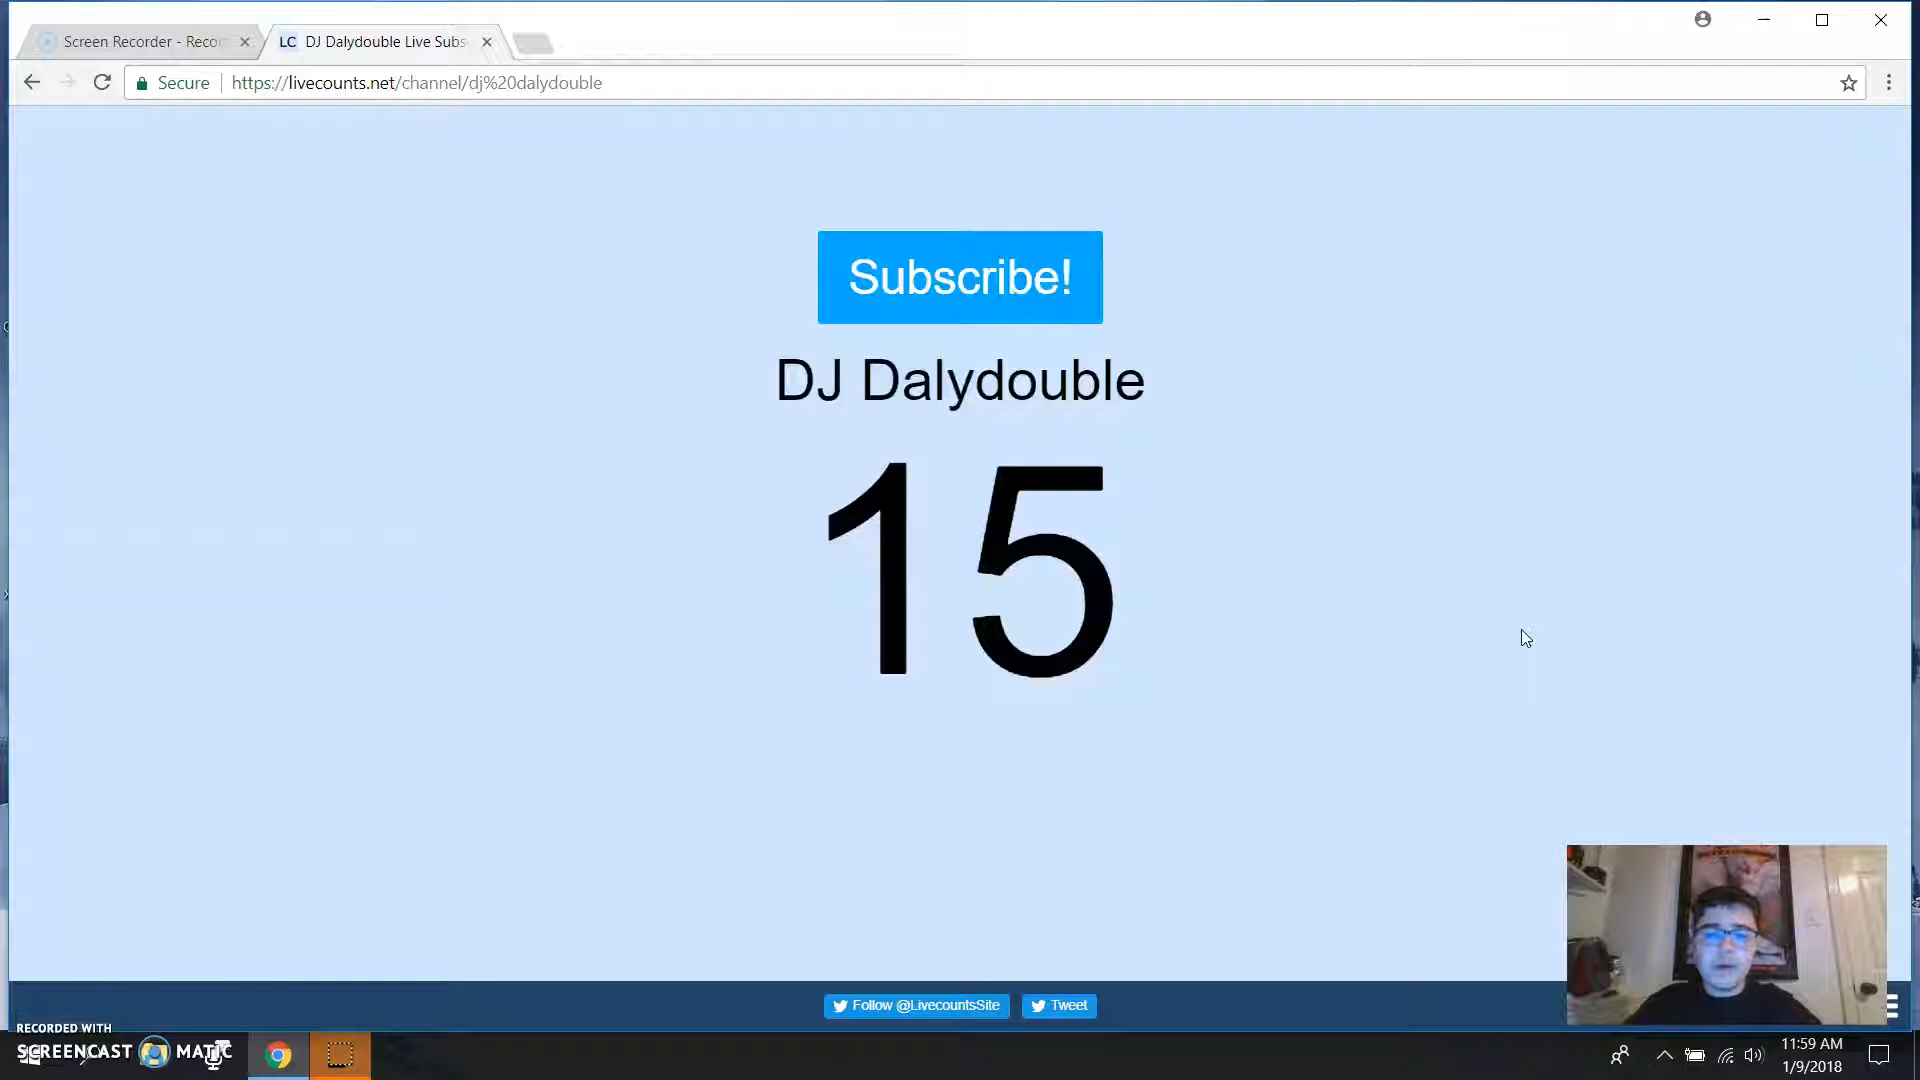 Screen Recorder - Recor
LC DJ Dalydouble Live Subs
Secure https://livecounts.net/channel/dj%20dalydouble
Subscribe!
DJ Dalydouble
15
Follow @LivecountsSite Tweet
RECORDED WITH
SCREENCAST MATIC
11:59 AM
1/9/2018